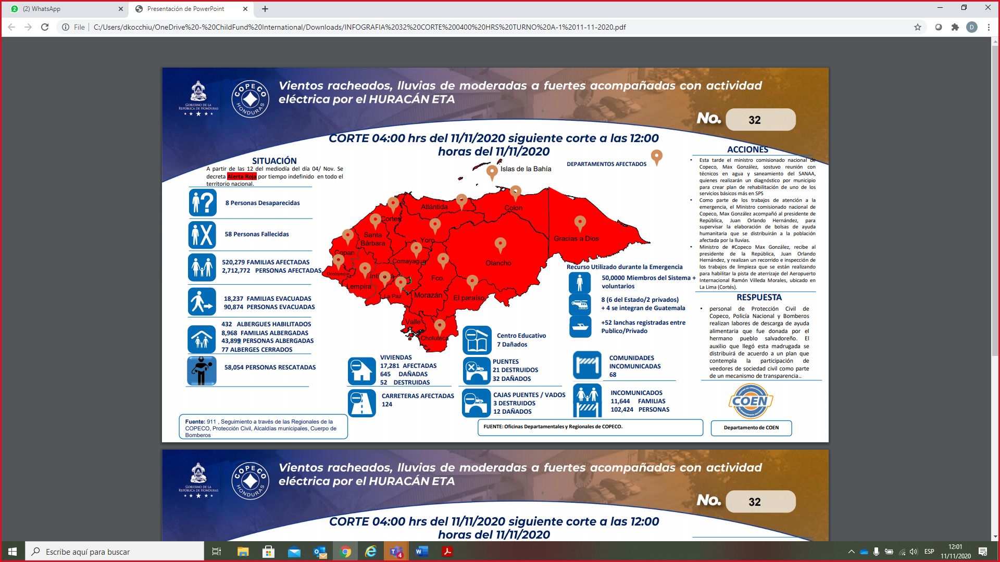 (2) WhatsApp
Presentación de PowerPoint
File
C:/Users/dkocchiu/OneDrive%20-%20ChildFund%20International/Downloads/INFOGRAFIA%2032%20CORTE%200400%20HRS%20TURNO%20A-1%2011-11-2020.pdf
D
GOBIERNO DE LA
REPÚBLICA DE HONDURAS
COPECO
HONDURAS
Vientos racheados, lluvias de moderadas a fuertes acompañadas con actividad
eléctrica por el HURACÁN ETA
No. 32
CORTE 04:00 hrs del 11/11/2020 siguiente corte a las 12:00
horas del 11/11/2020
SITUACIÓN
A partir de las 12 del mediodía del día 04/ Nov. Se
decreta Alerta Roja por tiempo indefinido en todo el
territorio nacional.
8 Personas Desaparecidas
58 Personas Fallecidas
520,279 FAMILIAS AFECTADAS
2,712,772 PERSONAS AFECTADAS
18,237 FAMILIAS EVACUADAS
90,874 PERSONAS EVACUADAS
432 ALBERGUES HABILITADOS
8,968 FAMILIAS ALBERGADAS
43,899 PERSONAS ALBERGADAS
77 ALBERGES CERRADOS
58,054 PERSONAS RESCATADAS
Fuente: 911 , Seguimiento a través de las Regionales de la
COPECO, Protección Civil, Alcaldías municipales, Cuerpo de
Bomberos
Islas de la Bahía
DEPARTAMENTOS AFECTADOS
Atlántida
Colon
Cortes
Santa
Bárbara
Yoro
Gracias a Dios
Copan
Comayagua
Olancho
Ocotepeque
Lempira
La Paz
Fco.
Morazán
El paraíso
Valle
Choluteca
Recurso Utilizado durante la Emergencia
50,0000 Miembros del Sistema +
voluntarios
8 (6 del Estado/2 privados)
+ 4 se integran de Guatemala
+52 lanchas registradas entre
Publico/Privado
Centro Educativo
7 Dañados
VIVIENDAS
17,281 AFECTADAS
645 DAÑADAS
52 DESTRUIDAS
PUENTES
21 DESTRUIDOS
32 DAÑADOS
COMUNIDADES
INCOMUNICADAS
68
CARRETERAS AFECTADAS
124
CAJAS PUENTES / VADOS
3 DESTRUIDOS
12 DAÑADOS
INCOMUNICADOS
11,644 FAMILIAS
102,424 PERSONAS
FUENTE: Oficinas Departamentales y Regionales de COPECO.
ACCIONES
• Esta tarde el ministro comisionado nacional de
Copeco, Max González, sostuvo reunión con
técnicos en agua y saneamiento del SANAA,
quienes realizarán un diagnóstico por municipio
para crear plan de rehabilitación de uno de los
servicios básicos más en SPS
• Como parte de los trabajos de atención a la
emergencia, el Ministro comisionado nacional de
Copeco, Max González acompañó al presidente de
República, Juan Orlando Hernández, para
supervisar la elaboración de bolsas de ayuda
humanitaria que se distribuirán a la población
afectada por la lluvias.
• Ministro de #Copeco Max González, recibe al
presidente de la República, Juan Orlando
Hernández, y realizan un recorrido e inspección de
los trabajos de limpieza que se están realizando
para habilitar la pista de aterrizaje del Aeropuerto
Internacional Ramón Villeda Morales, ubicado en
La Lima (Cortés).
RESPUESTA
• personal de Protección Civil de
Copeco, Policía Nacional y Bomberos
realizan labores de descarga de ayuda
alimentaria que fue donada por el
hermano pueblo salvadoreño. El
auxilio que llegó esta madrugada se
distribuirá de acuerdo a un plan que
contempla la participación de
veedores de sociedad civil como parte
de un mecanismo de transparencia..
COEN
Departamento de COEN
GOBIERNO DE LA
REPÚBLICA DE HONDURAS
COPECO
HONDURAS
Vientos racheados, lluvias de moderadas a fuertes acompañadas con actividad
eléctrica por el HURACÁN ETA
No. 32
CORTE 04:00 hrs del 11/11/2020 siguiente corte a las 12:00
horas del 11/11/2020
Escribe aquí para buscar
4
ESP
12:01
11/11/2020